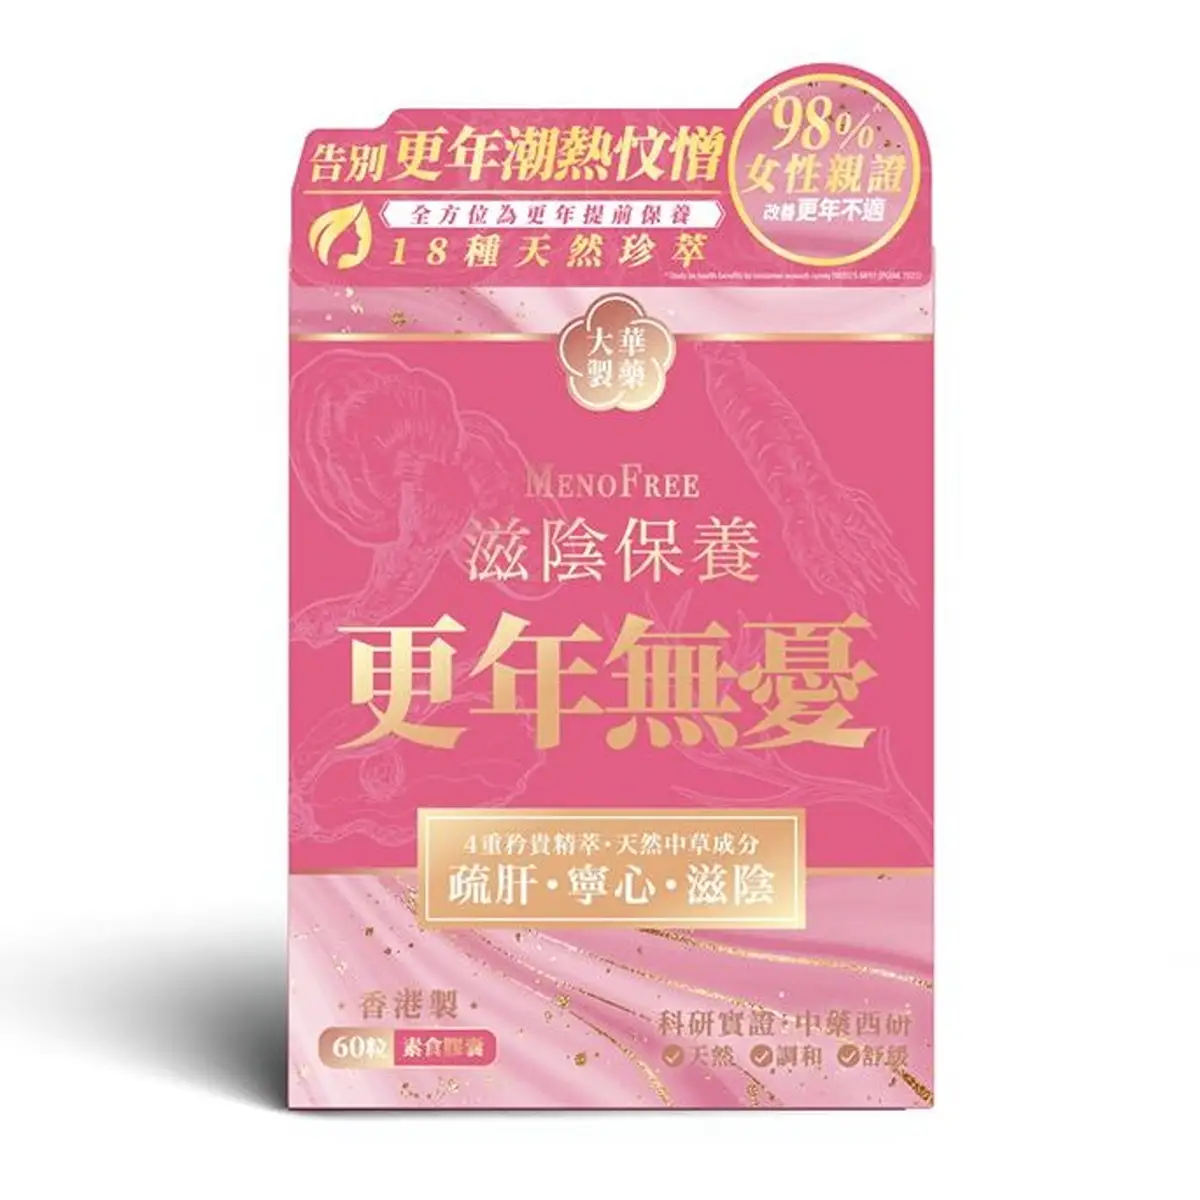 告別 更年潮熱忟憎
98%
女性親證
改善更年不適
全方位為更年提前保養
18種天然珍萃
大華
製藥
MENOFREE
滋陰保養
更年無憂
4重矜貴精萃·天然中草成分
疏肝·寧心·滋陰
香港製
60粒 素食膠囊
科研實證·中藥西研
天然 調和 舒緩